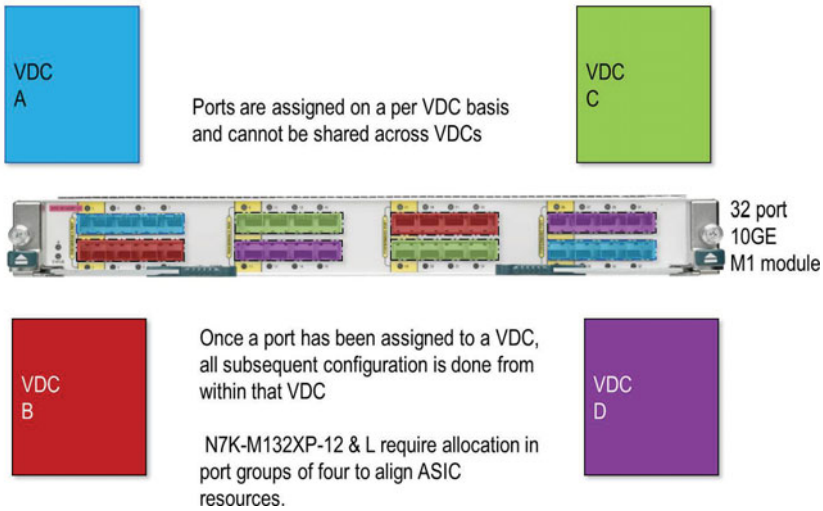 VDC
A
Ports are assigned on a per VDC basis
and cannot be shared across VDCs
VDC
C
32 port
10GE
M1 module
VDC
B
Once a port has been assigned to a VDC,
all subsequent configuration is done from
within that VDC
N7K-M132XP-12 & L require allocation in
port groups of four to align ASIC
resources.
VDC
D